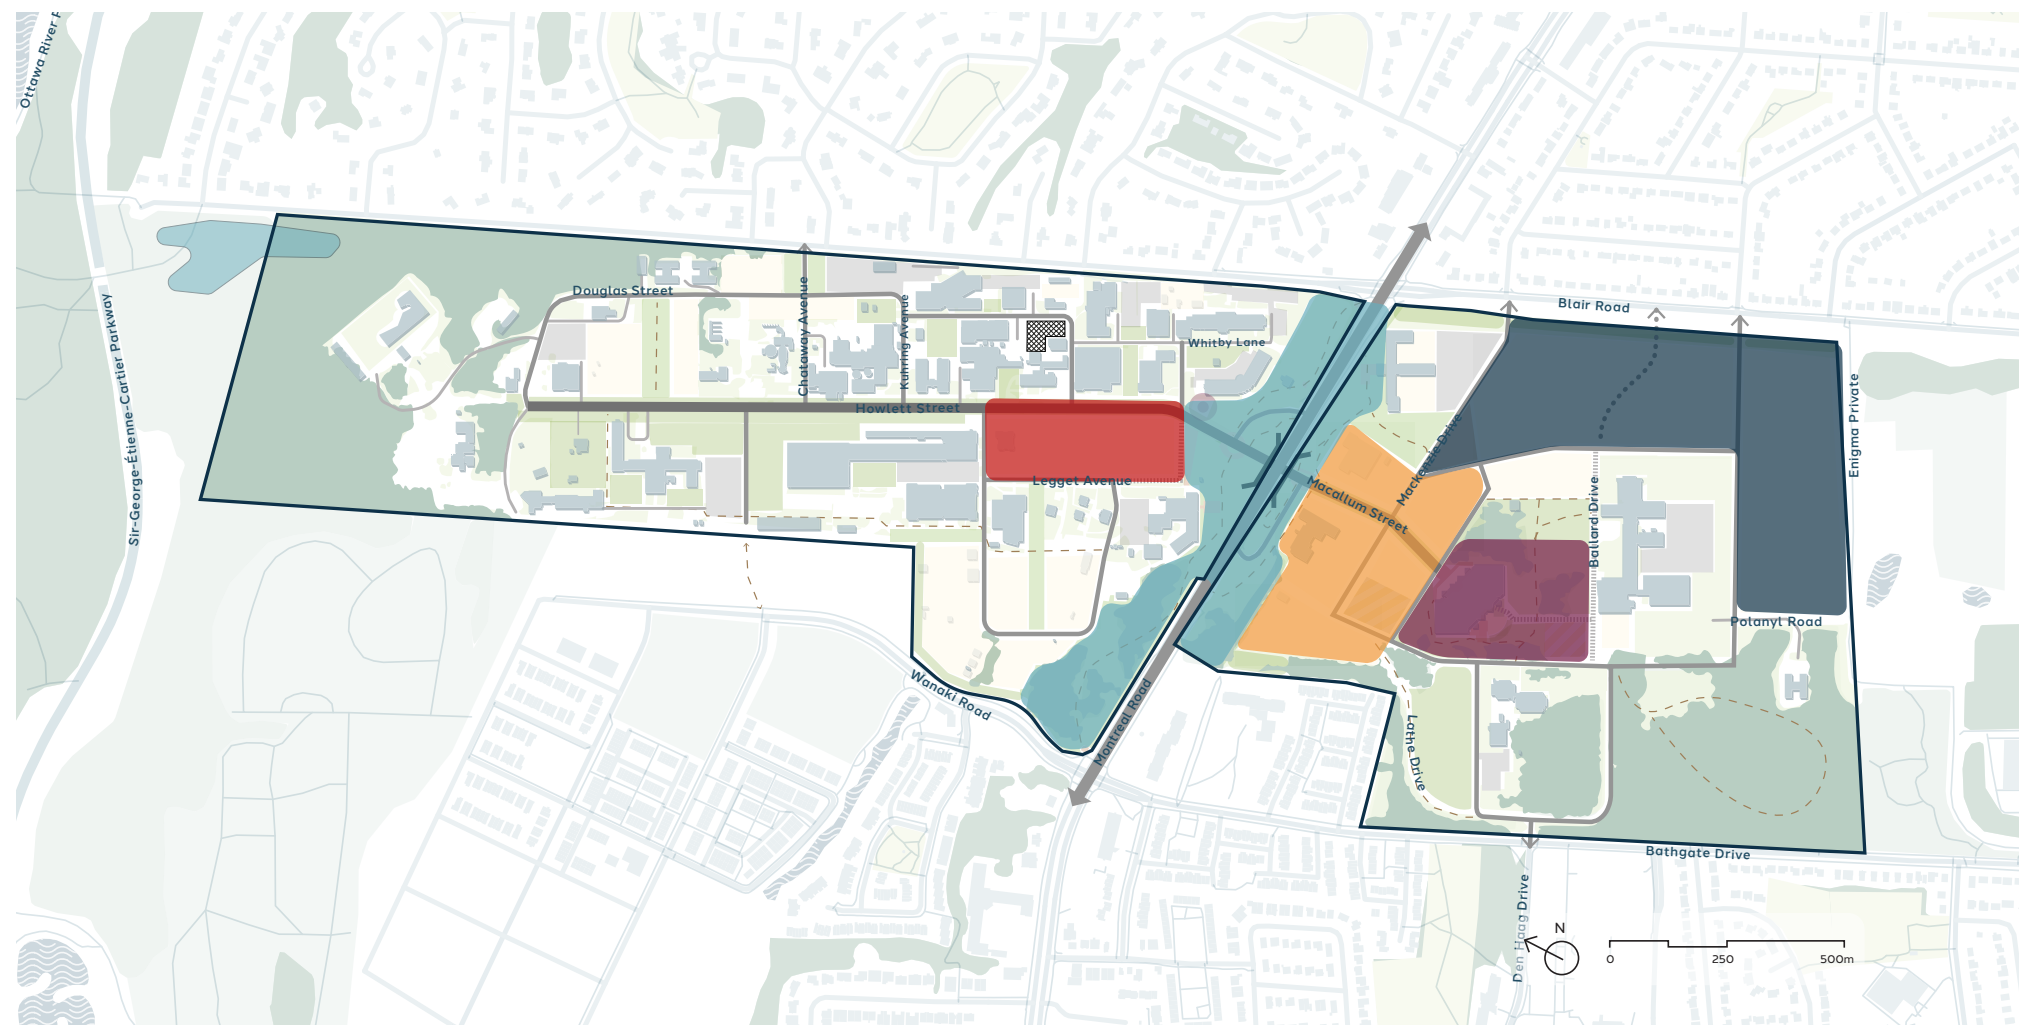 Ottawa River P
Sir-George-Étienne-Cartier Parkway
Douglas Street
Chataway Avenue
Kuhring Avenue
Whitby Lane
Howlett Street
Legget Avenue
Blair Road
Mackenzie Drive
Macallum Street
Ballard Drive
Enigma Private
Polanyl Road
Wanaki Road
Montreal Road
Lathe Drive
Bathgate Drive
Den Haag Drive
N
0
250
500m